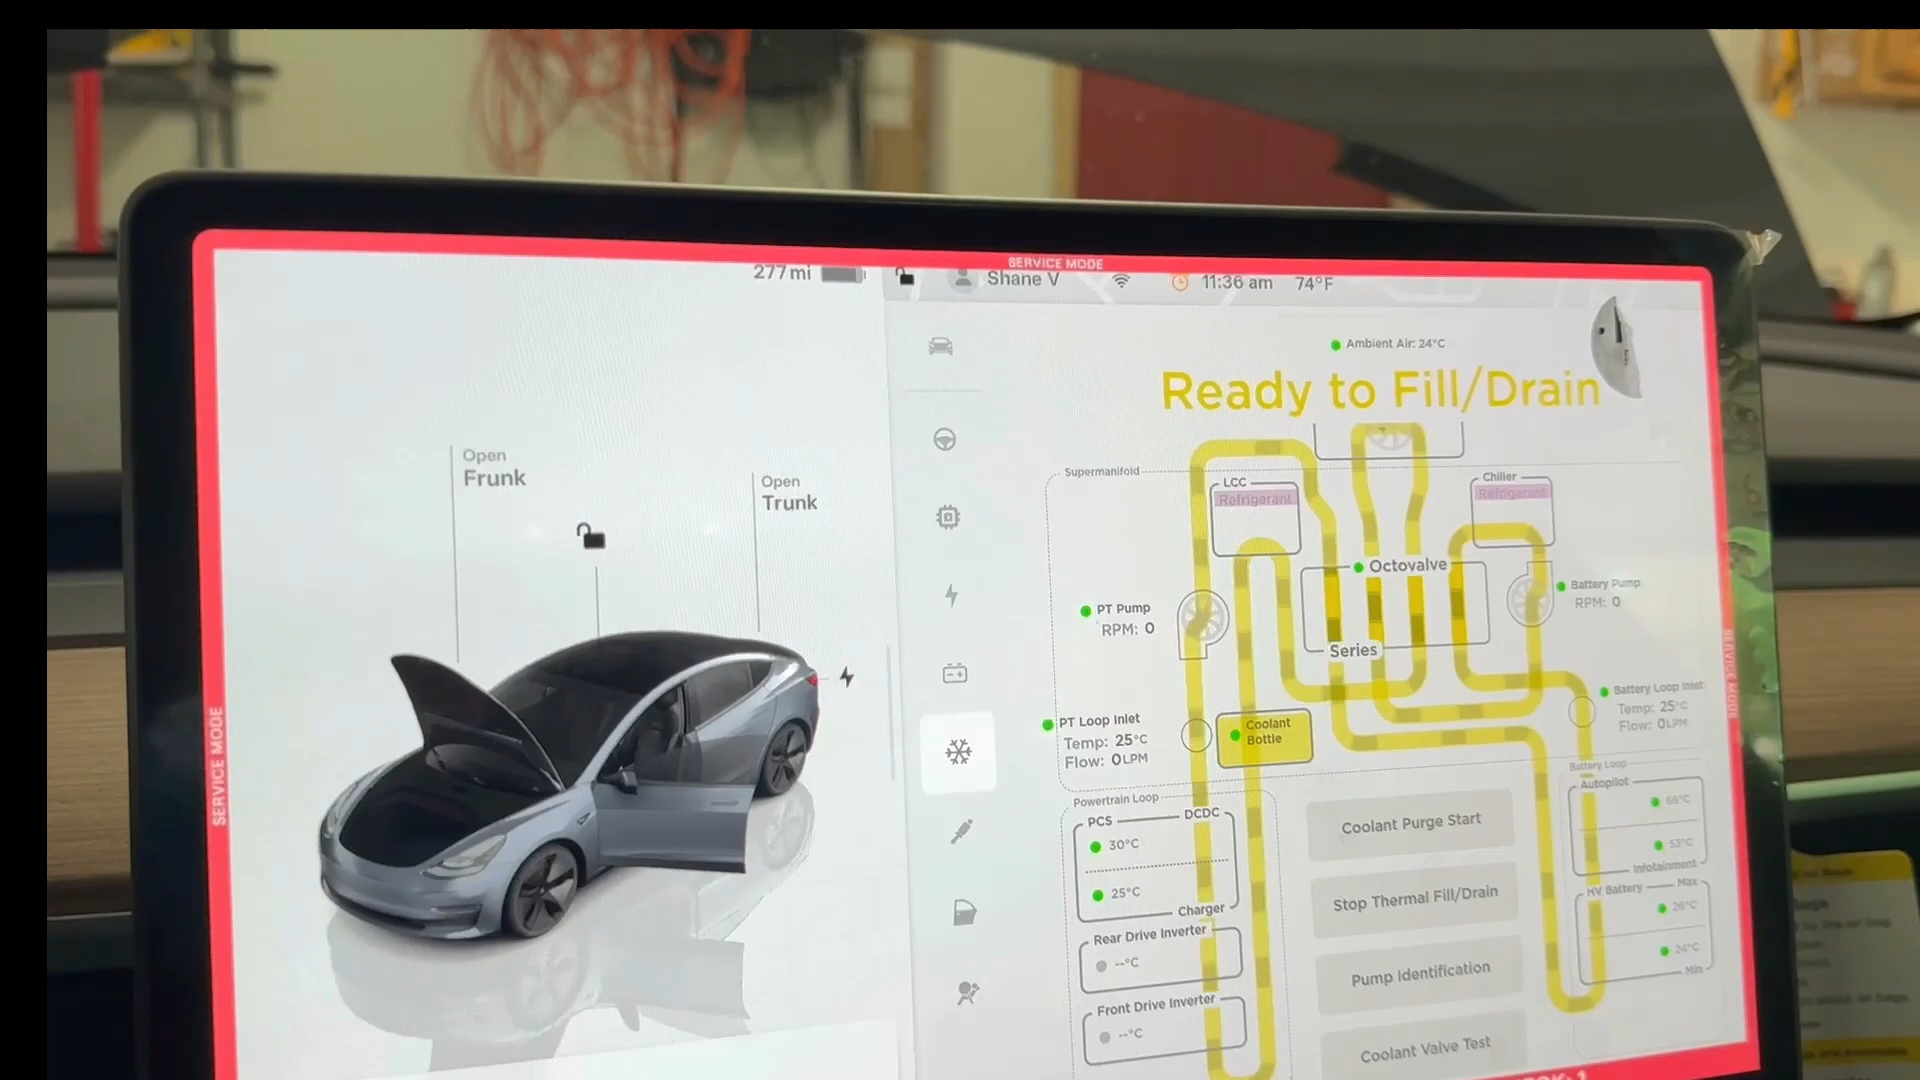 SERVICE MODE
277 mi
Shane V
11:36 am
74°F
Ambient Air: 24°C
Ready to Fill/Drain
Open
Frunk
Open
Trunk
Supermanifold
LCC
Refrigerant
Chiller
Refrigerant
Octovalve
Series
PT Pump
RPM: 0
Battery Pump
RPM: 0
PT Loop Inlet
Temp: 25°C
Flow: 0LPM
Coolant
Bottle
Battery Loop Inlet
Temp: 25°C
Flow: 0LPM
Powertrain Loop
PCS
DCDC
30°C
25°C
Charger
Rear Drive Inverter
--°C
Front Drive Inverter
--°C
Coolant Purge Start
Stop Thermal Fill/Drain
Pump Identification
Coolant Valve Test
Battery Loop
Autopilot
66°C
53°C
Infotainment
HV Battery
Max
26°C
24°C
Min
SERVICE MODE
SERVICE MODE